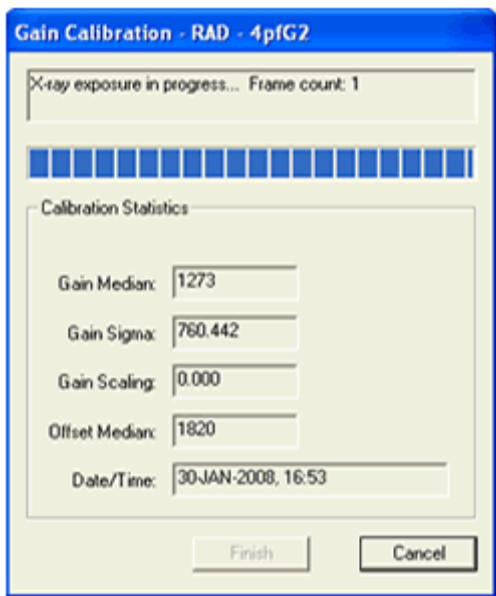 Gain Calibration - RAD - 4pfG2
X-ray exposure in progress... Frame count: 1
Calibration Statistics
Gain Median: 1273
Gain Sigma: 760.442
Gain Scaling: 0.000
Offset Median: 1820
Date/Time: 30-JAN-2008, 16:53
Finish Cancel